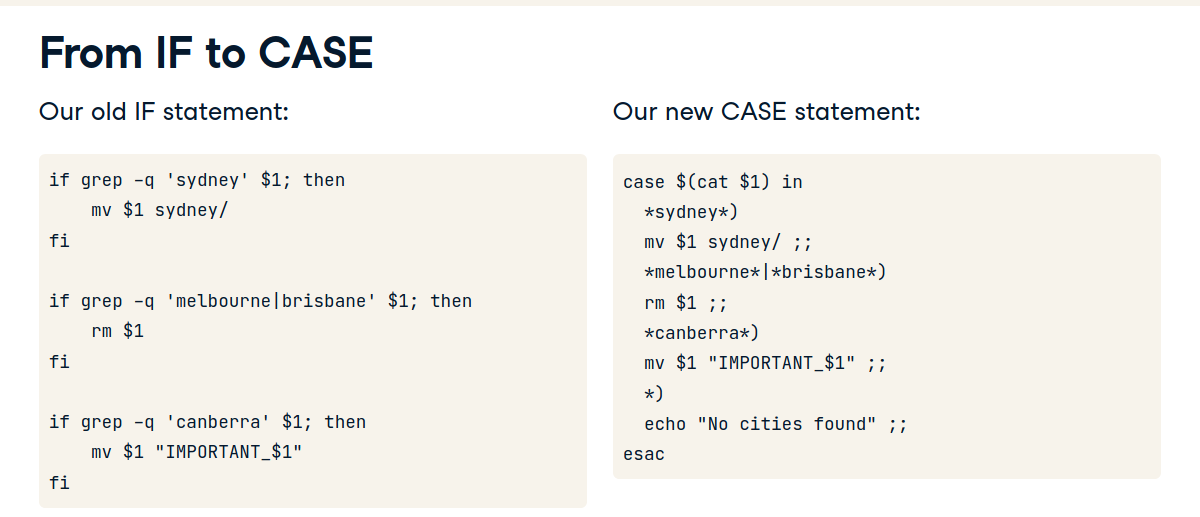 From IF to CASE
Our old IF statement:
if grep -q 'sydney' $1; then
    mv $1 sydney/
fi
if grep -q 'melbourne|brisbane' $1; then
    rm $1
fi
if grep -q 'canberra' $1; then
    mv $1 "IMPORTANT_$1"
fi
Our new CASE statement:
case $(cat $1) in
  *sydney*)
  mv $1 sydney/ ;;
  *melbourne*|*brisbane*)
  rm $1 ;;
  *canberra*)
  mv $1 "IMPORTANT_$1" ;;
  *)
  echo "No cities found" ;;
esac